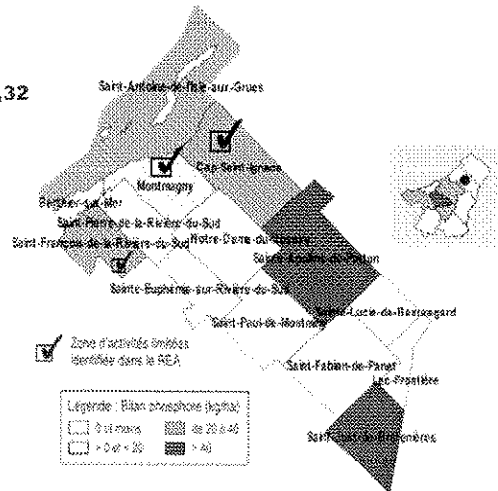 ,32
Saint-Antoine-de-l'Isle-aux-Grues
Cap-Saint-Ignace
Montmagny
Berthier-sur-Mer
Saint-Pierre-de-la-Rivière-du-Sud
Saint-François-de-la-Rivière-du-Sud
Notre-Dame-du-Rosaire
Sainte-Apolline-de-Patton
Sainte-Euphémie-sur-Rivière-du-Sud
Saint-Paul-de-Montminy
Sainte-Lucie-de-Beauregard
Saint-Fabien-de-Panet
Lac-Frontière
Saint-Just-de-Bretenières
Zone d'activités limitées
identifiée dans le REA
Légende : Bilan phosphore (kg/ha)
0 et moins
de 20 à 40
> 0 et < 20
> 40